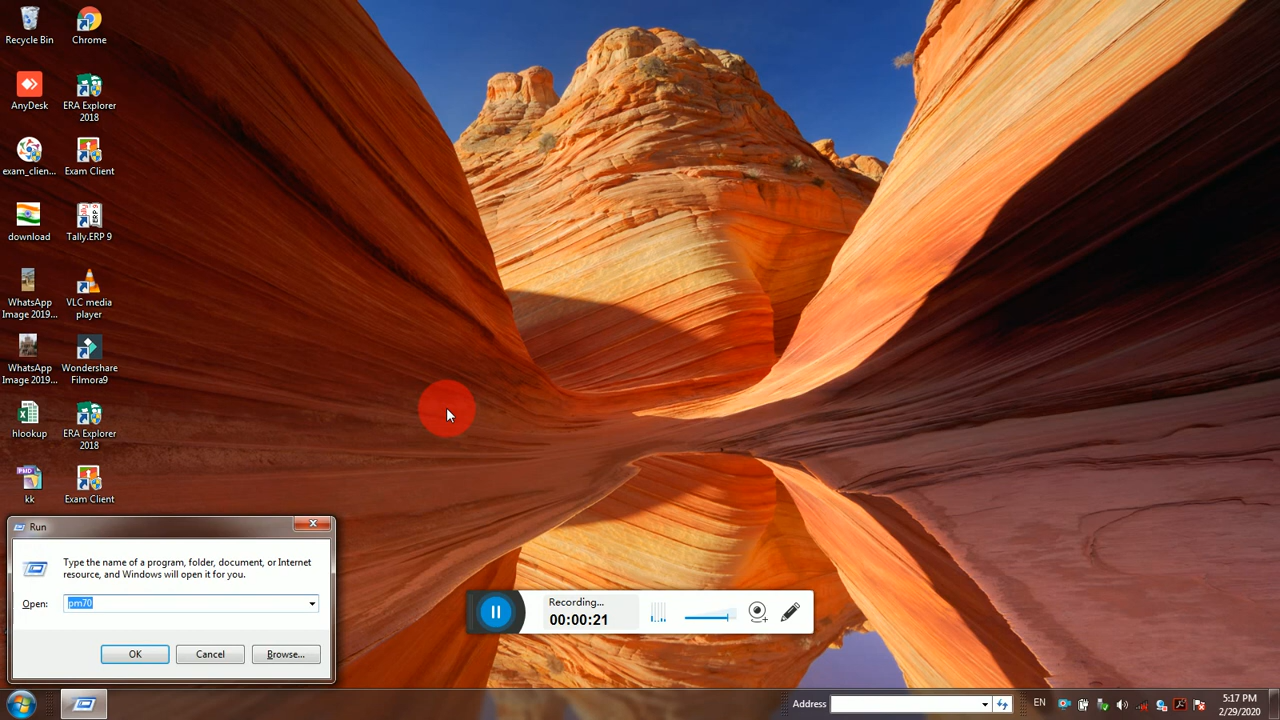 Recycle Bin
Chrome
AnyDesk
ERA Explorer
2018
exam_clien...
Exam Client
download
Tally.ERP 9
WhatsApp
Image 2019...
VLC media
player
WhatsApp
Image 2019...
Wondershare
Filmora9
hlookup
ERA Explorer
2018
PMD
kk
Exam Client
Run
Type the name of a program, folder, document, or Internet
resource, and Windows will open it for you.
Open:
pm70
OK
Cancel
Browse...
Recording...
00:00:21
Address
EN
5:17 PM
2/29/2020